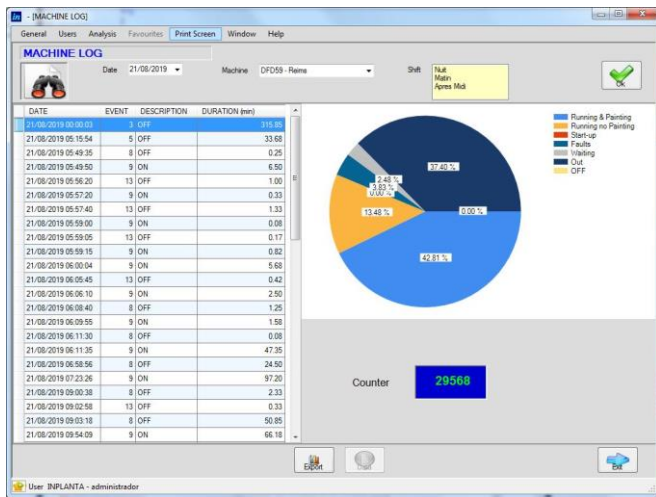 - [MACHINE LOG]
General Users Analysis Favourites Print Screen Window Help
MACHINE LOG
Date 21/08/2019 Machine DFD59 - Reims Shift Nuit
Matin
Apres Midi
Ok
DATE EVENT DESCRIPTION DURATION (min)
21/08/2019 00:00:03 3 OFF 315.85
21/08/2019 05:15:54 5 OFF 33.68
21/08/2019 05:49:35 8 OFF 0.25
21/08/2019 05:49:50 9 ON 6.50
21/08/2019 05:56:20 13 OFF 1.00
21/08/2019 05:57:20 9 ON 0.33
21/08/2019 05:57:40 13 OFF 1.33
21/08/2019 05:59:00 9 ON 0.08
21/08/2019 05:59:05 13 OFF 0.17
21/08/2019 05:59:15 9 ON 0.82
21/08/2019 06:00:04 9 ON 5.68
21/08/2019 06:05:45 13 OFF 0.42
21/08/2019 06:06:10 9 ON 2.50
21/08/2019 06:08:40 8 OFF 1.25
21/08/2019 06:09:55 9 ON 1.58
21/08/2019 06:11:30 8 OFF 0.08
21/08/2019 06:11:35 9 ON 47.35
21/08/2019 06:58:56 8 OFF 24.50
21/08/2019 07:23:26 9 ON 97.20
21/08/2019 09:00:38 8 OFF 2.33
21/08/2019 09:02:58 13 OFF 0.33
21/08/2019 09:03:18 8 OFF 50.85
21/08/2019 09:54:09 9 ON 66.18
Running & Painting
Running no Painting
Start-up
Faults
Waiting
Out
OFF
37.40 %
2.48 %
3.83 %
0.00 %
13.48 %
0.00 %
42.81 %
Counter 29568
Export
Exit
User INPLANTA - administrador